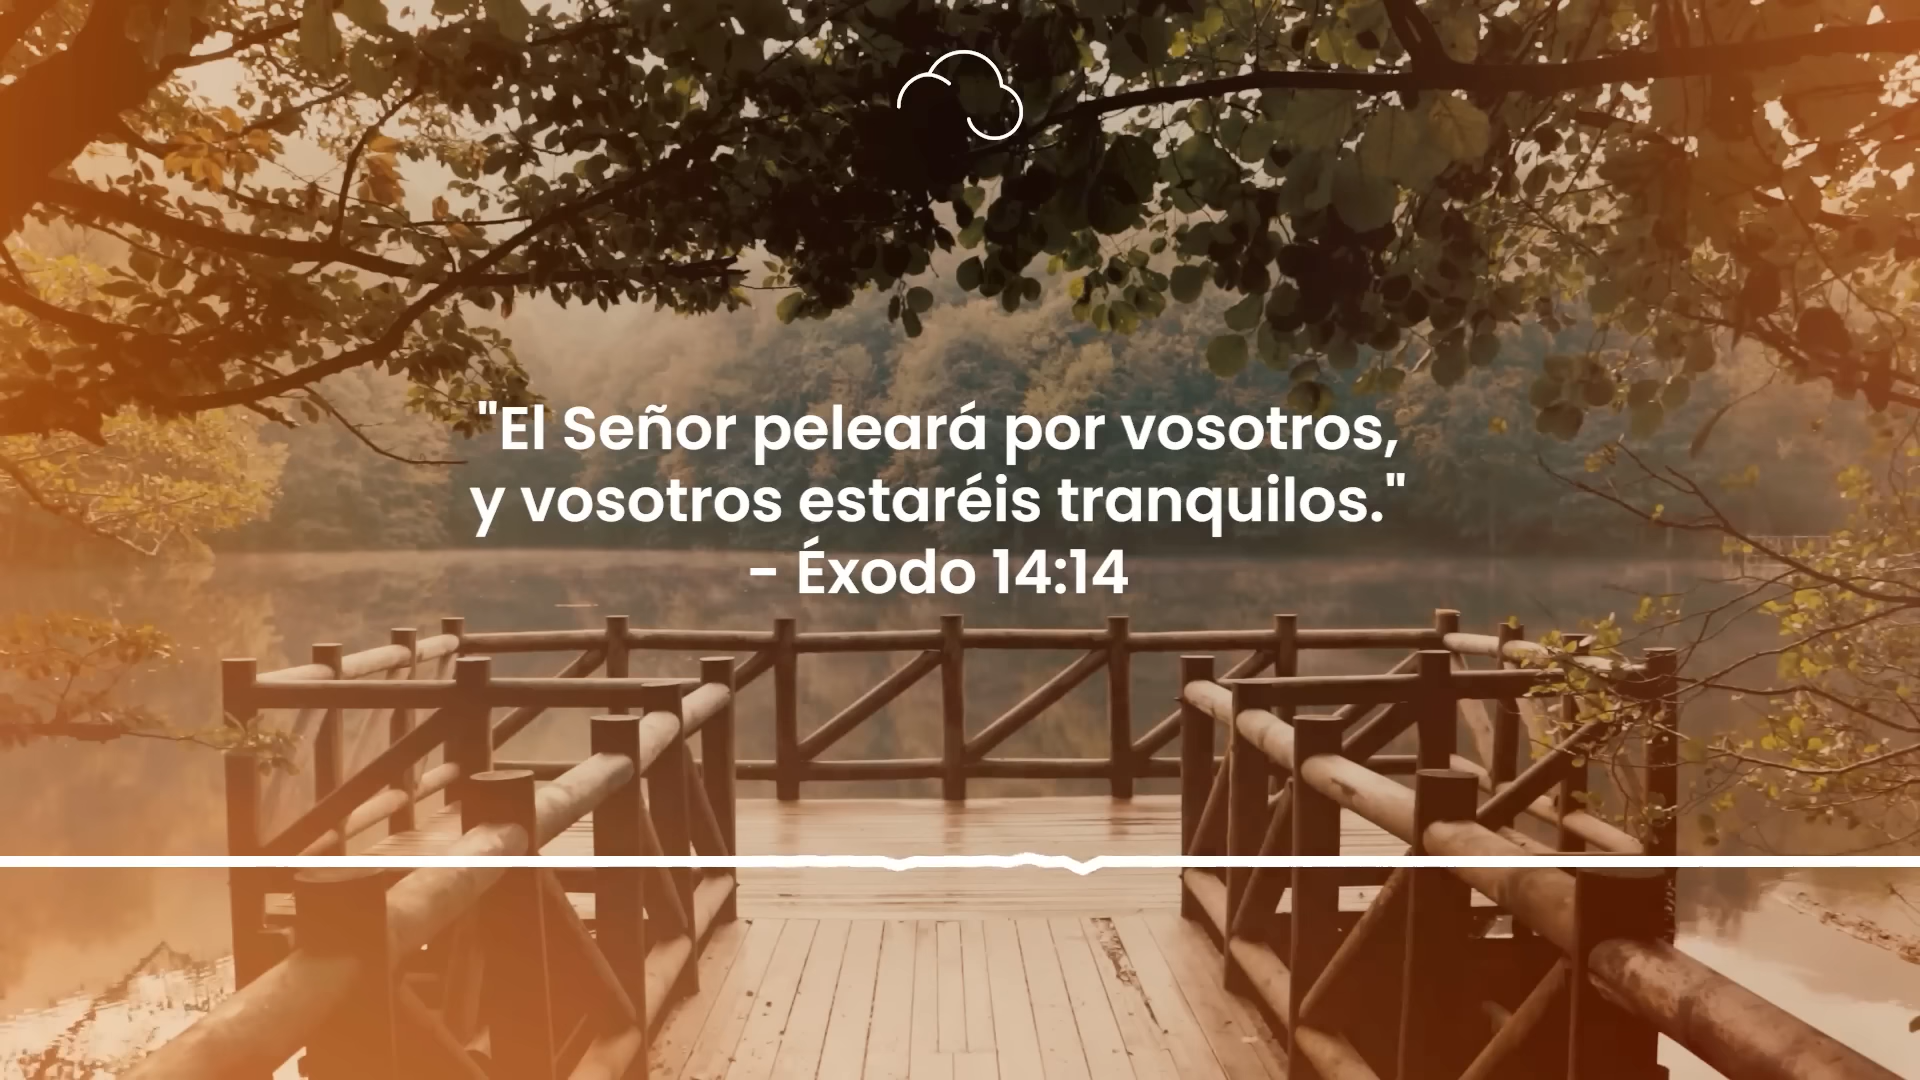 "El Señor peleará por vosotros,
y vosotros estaréis tranquilos."
- Éxodo 14:14